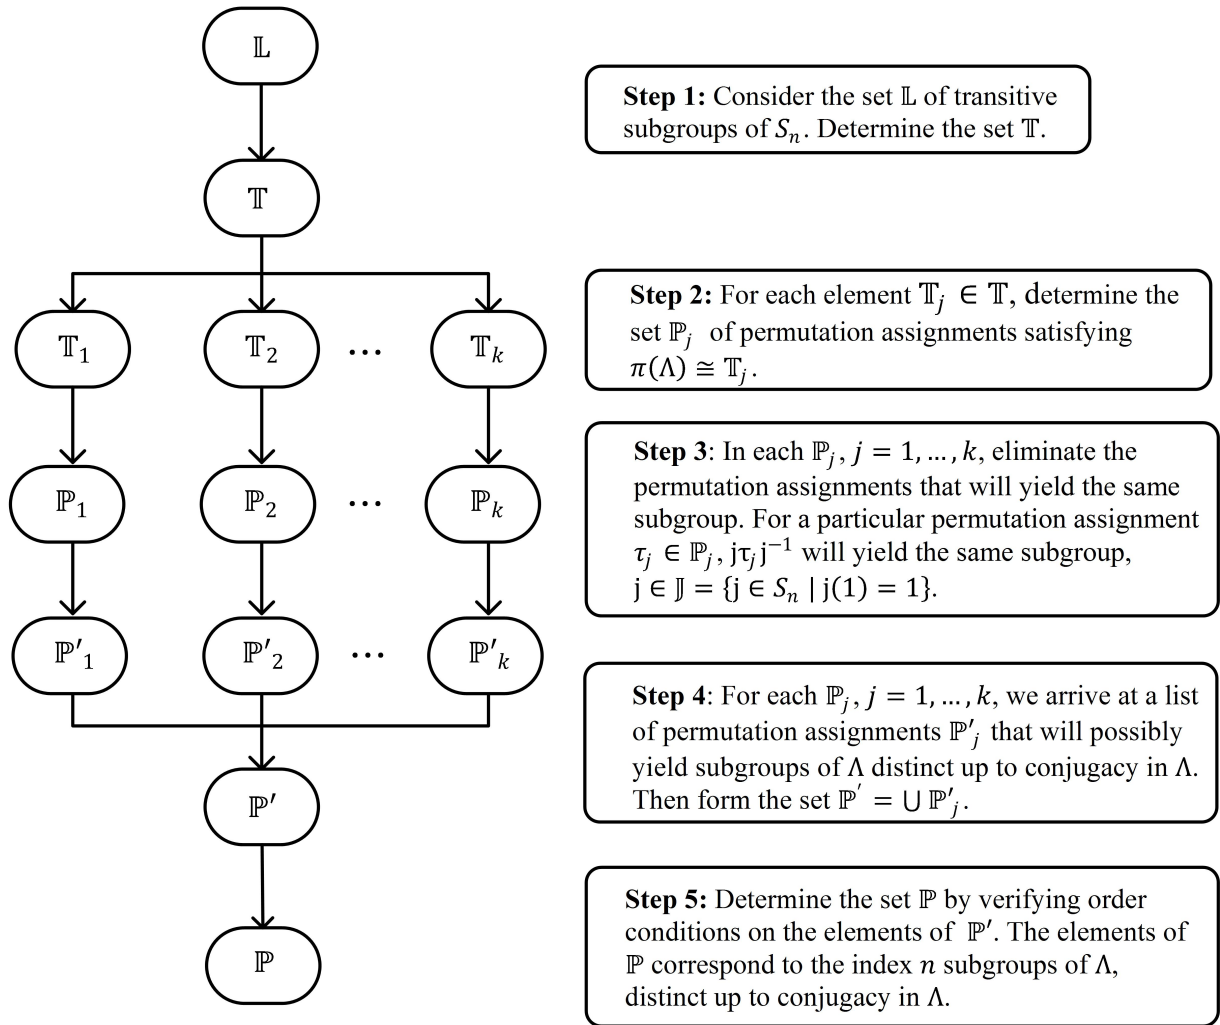 𝕃
Step 1: Consider the set 𝕃 of transitive
subgroups of Sₙ. Determine the set 𝕋.
𝕋
Step 2: For each element 𝕋ⱼ ∈ 𝕋, determine the
set ℙⱼ of permutation assignments satisfying
π(Λ) ≅ 𝕋ⱼ.
𝕋₁ 𝕋₂ ... 𝕋ₖ
Step 3: In each ℙⱼ, j = 1, ..., k, eliminate the
permutation assignments that will yield the same
subgroup. For a particular permutation assignment
τⱼ ∈ ℙⱼ, jτⱼj⁻¹ will yield the same subgroup,
j ∈ 𝕁 = {j ∈ Sₙ | j(1) = 1}.
ℙ₁ ℙ₂ ... ℙₖ
ℙ′₁ ℙ′₂ ... ℙ′ₖ
Step 4: For each ℙⱼ, j = 1, ..., k, we arrive at a list
of permutation assignments ℙ′ⱼ that will possibly
yield subgroups of Λ distinct up to conjugacy in Λ.
Then form the set ℙ′ = ∪ ℙ′ⱼ.
ℙ′
Step 5: Determine the set ℙ by verifying order
conditions on the elements of ℙ′. The elements of
ℙ correspond to the index n subgroups of Λ,
distinct up to conjugacy in Λ.
ℙ